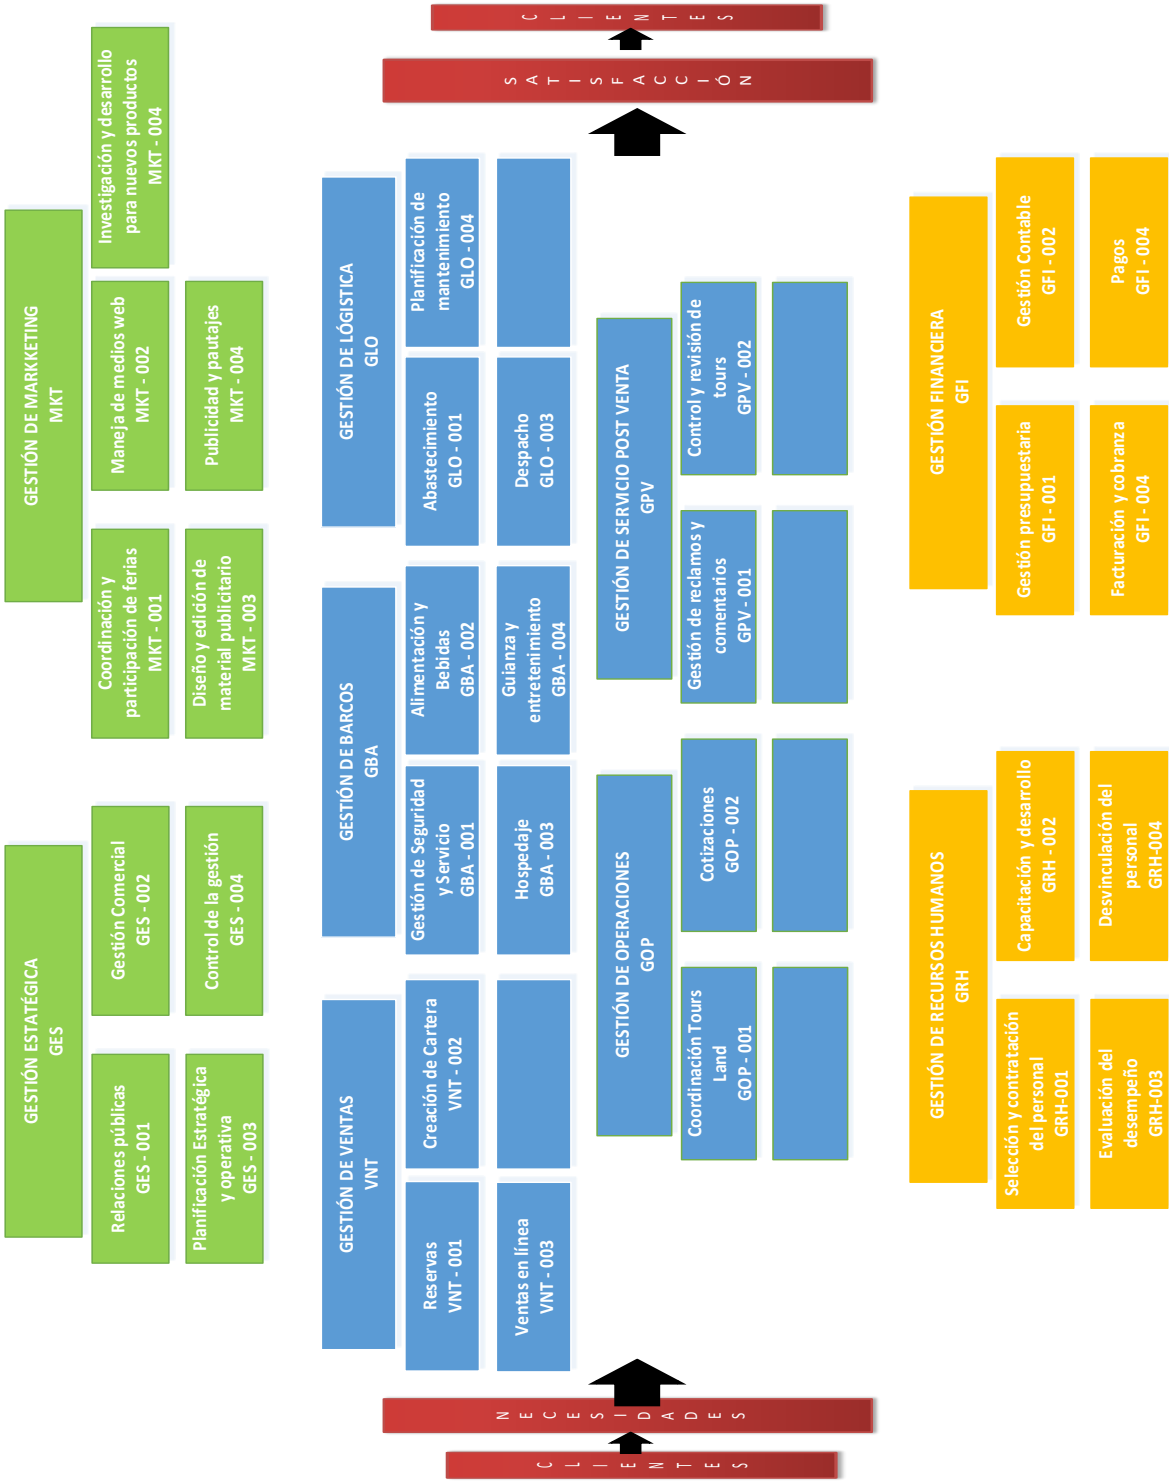 GESTIÓN ESTATÉGICA
GES
Relaciones públicas
GES - 001
Gestión Comercial
GES - 002
Planificación Estratégica
y operativa
GES - 003
Control de la gestión
GES - 004
GESTIÓN DE MARKETING
MKT
Coordinación y
participación de ferias
MKT - 001
Maneja de medios web
MKT - 002
Investigación y desarrollo
para nuevos productos
MKT - 004
Diseño y edición de
material publicitario
MKT - 003
Publicidad y pautajes
MKT - 004
CLIENTES
NECESIDADES
GESTIÓN DE VENTAS
VNT
Reservas
VNT - 001
Creación de Cartera
VNT - 002
Ventas en línea
VNT - 003
GESTIÓN DE BARCOS
GBA
Gestión de Seguridad
y Servicio
GBA - 001
Alimentación y
Bebidas
GBA - 002
Hospedaje
GBA - 003
Guianza y
entretenimiento
GBA - 004
GESTIÓN DE LÓGISTICA
GLO
Abastecimiento
GLO - 001
Planificación de
mantenimiento
GLO - 004
Despacho
GLO - 003
GESTIÓN DE OPERACIONES
GOP
Coordinación Tours
Land
GOP - 001
Cotizaciones
GOP - 002
GESTIÓN DE SERVICIO POST VENTA
GPV
Gestión de reclamos y
comentarios
GPV - 001
Control y revisión de
tours
GPV - 002
SATISFACCIÓN
CLIENTES
GESTIÓN DE RECURSOS HUMANOS
GRH
Selección y contratación
del personal
GRH-001
Capacitación y desarrollo
GRH - 002
Evaluación del
desempeño
GRH-003
Desvinculación del
personal
GRH-004
GESTIÓN FINANCIERA
GFI
Gestión presupuestaria
GFI - 001
Gestión Contable
GFI - 002
Facturación y cobranza
GFI - 004
Pagos
GFI - 004